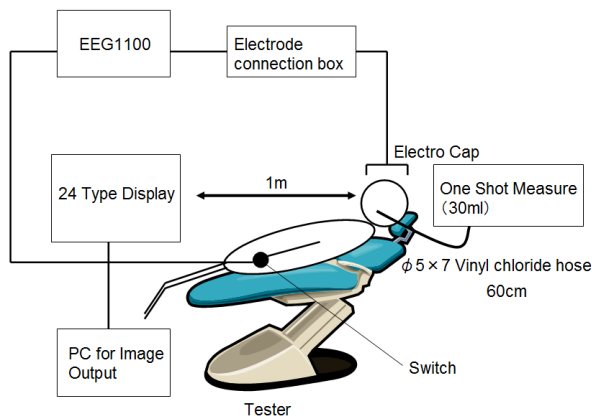 EEG1100
Electrode
connection box
Electro Cap
24 Type Display
1m
One Shot Measure
（30ml）
φ5×7 Vinyl chloride hose
60cm
PC for Image
Output
Switch
Tester